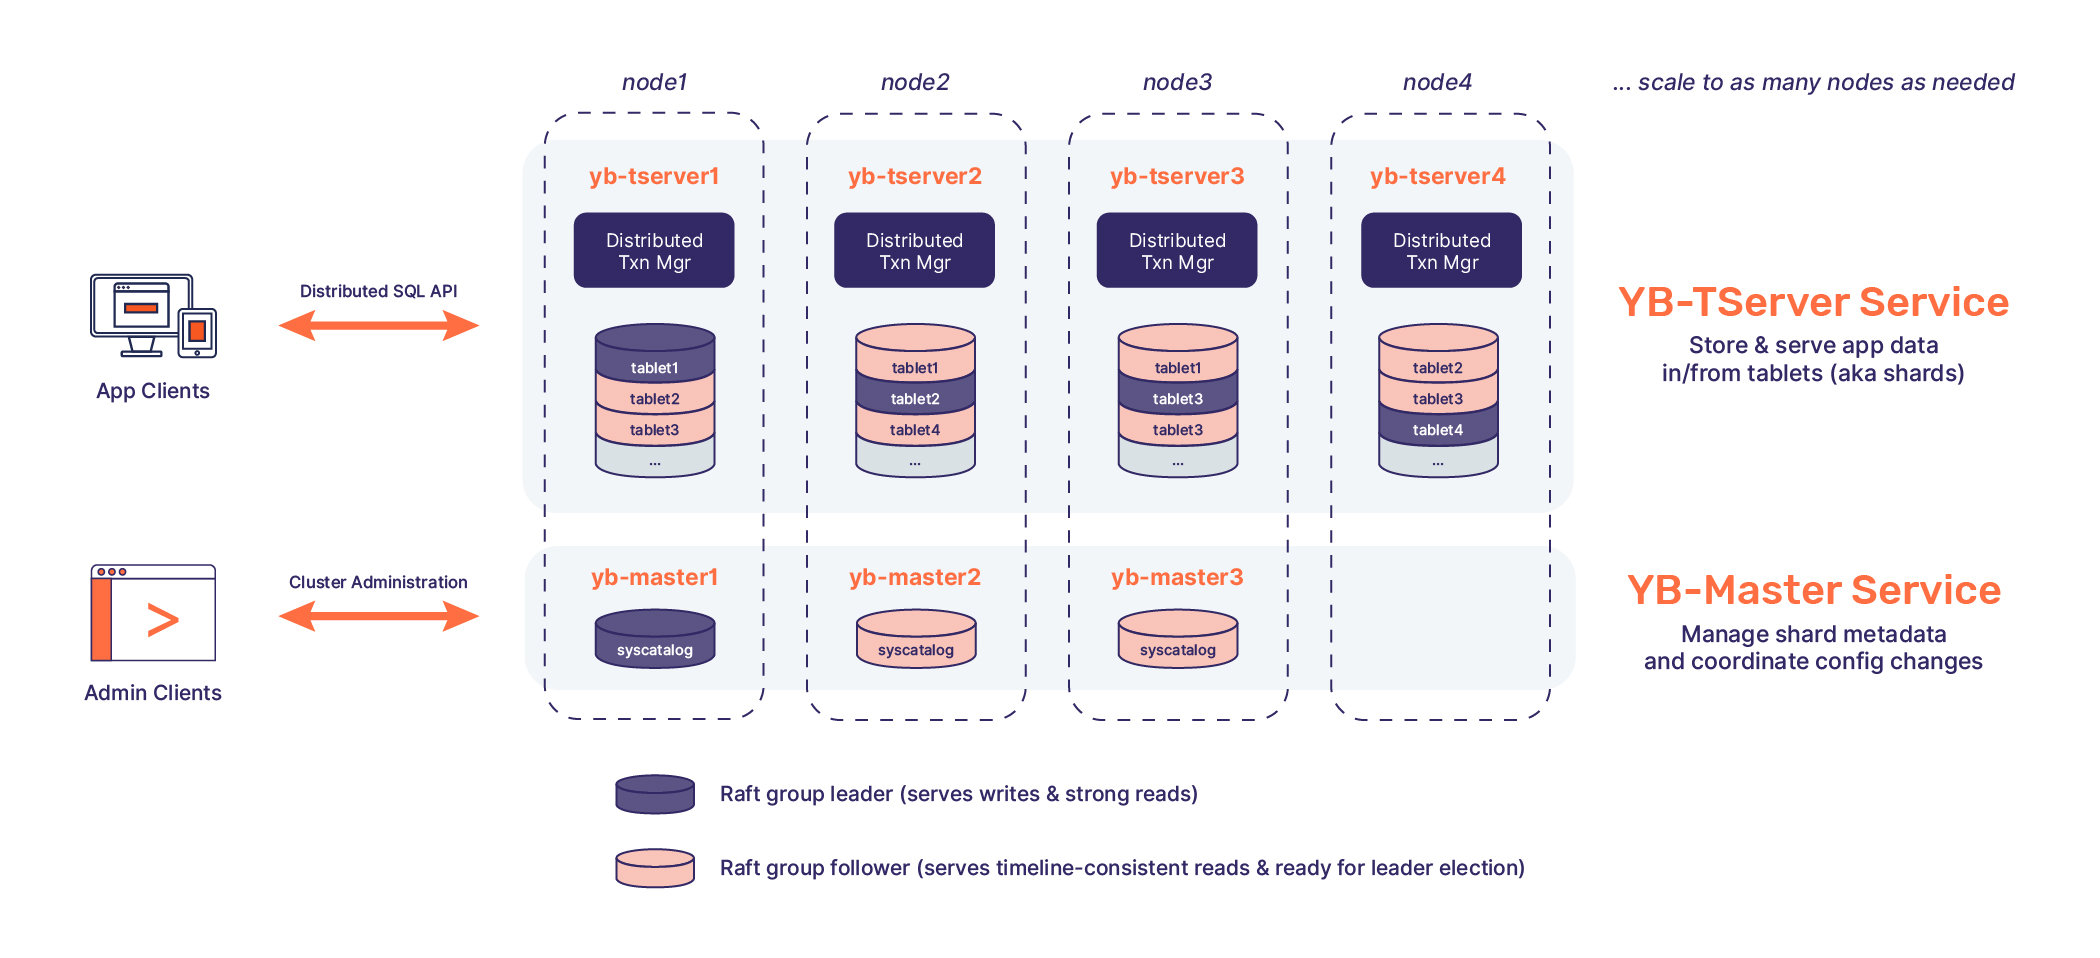 node1
node2
node3
node4
... scale to as many nodes as needed
yb-tserver1
yb-tserver2
yb-tserver3
yb-tserver4
Distributed
Txn Mgr
Distributed
Txn Mgr
Distributed
Txn Mgr
Distributed
Txn Mgr
Distributed SQL API
App Clients
tablet1
tablet2
tablet3
...
tablet1
tablet2
tablet4
...
tablet1
tablet3
tablet3
...
tablet2
tablet3
tablet4
...
YB-TServer Service
Store & serve app data
in/from tablets (aka shards)
Cluster Administration
>
Admin Clients
yb-master1
syscatalog
yb-master2
syscatalog
yb-master3
syscatalog
YB-Master Service
Manage shard metadata
and coordinate config changes
Raft group leader (serves writes & strong reads)
Raft group follower (serves timeline-consistent reads & ready for leader election)